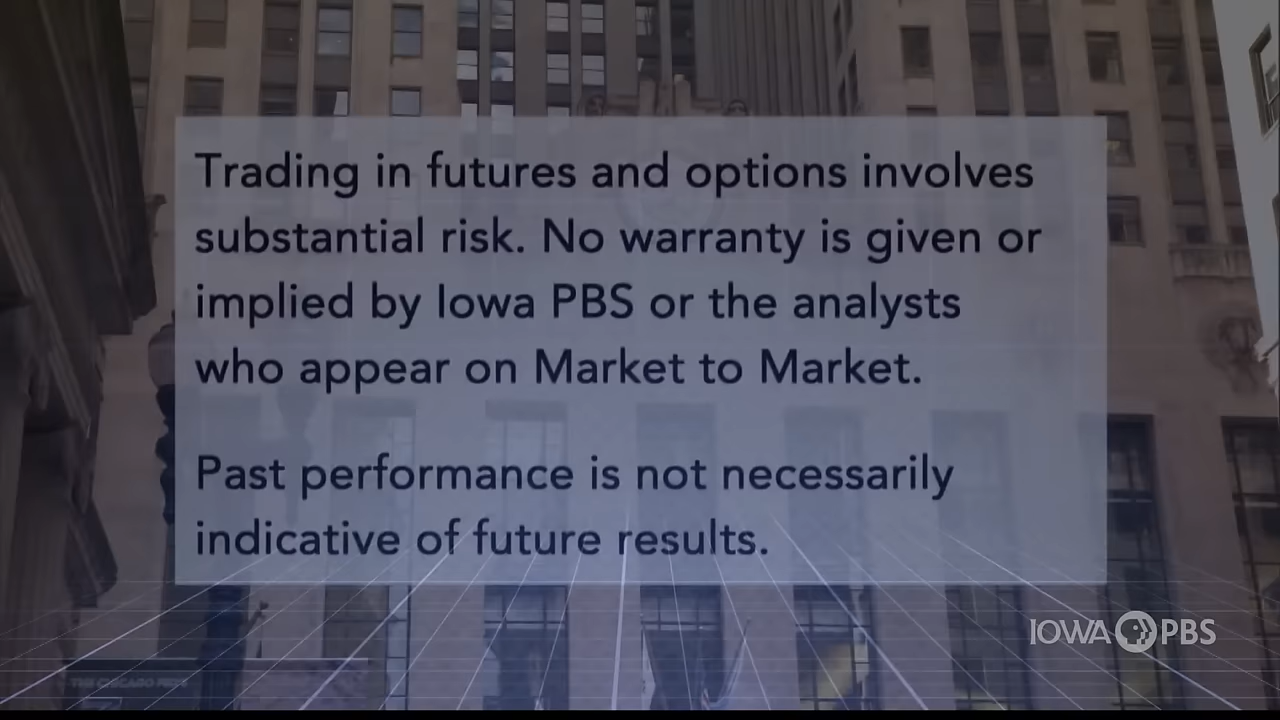 Trading in futures and options involves
substantial risk. No warranty is given or
implied by Iowa PBS or the analysts
who appear on Market to Market.
Past performance is not necessarily
indicative of future results.
IOWA PBS